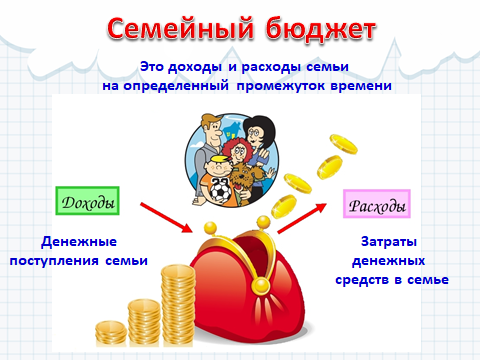 Семейный бюджет
Это доходы и расходы семьи
на определенный промежуток времени
Доходы
Расходы
Денежные
поступления семьи
Затраты
денежных
средств в семье